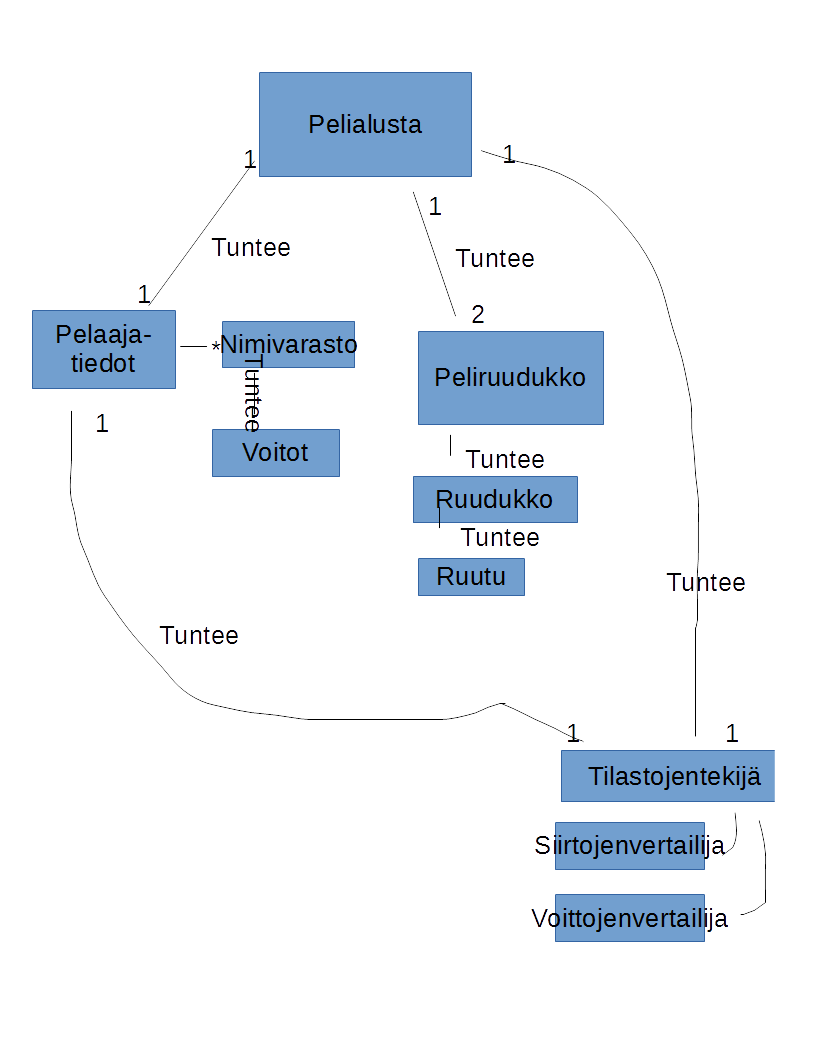 Pelialusta
1
1
1
Tuntee
Tuntee
1
2
Pelaaja-
tiedot
*Nimivarasto
Tuntee
Peliruudukko
1
Voitot
Tuntee
Ruudukko
Tuntee
Ruutu
Tuntee
Tuntee
1
1
Tilastojentekijä
Siirtojenvertailija
Voittojenvertailija